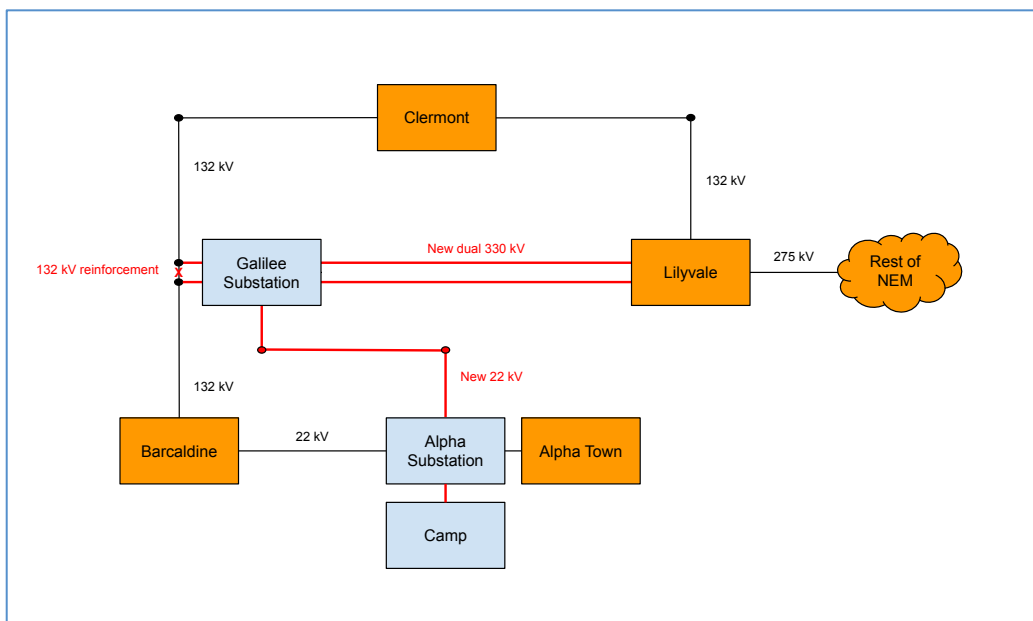 Clermont
132 kV
132 kV
New dual 330 kV
Galilee
Substation
132 kV reinforcement
Lilyvale
275 kV
Rest of
NEM
New 22 kV
132 kV
Barcaldine
22 kV
Alpha
Substation
Alpha Town
Camp